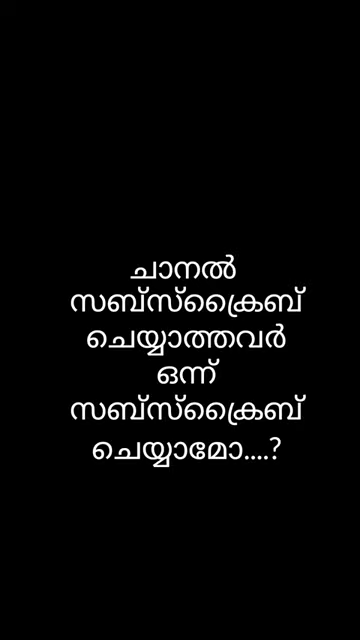 ചാനൽ
സബ്സ്ക്രൈബ്
ചെയ്യാത്തവർ
ഒന്ന്
സബ്സ്ക്രൈബ്
ചെയ്യാമോ....?